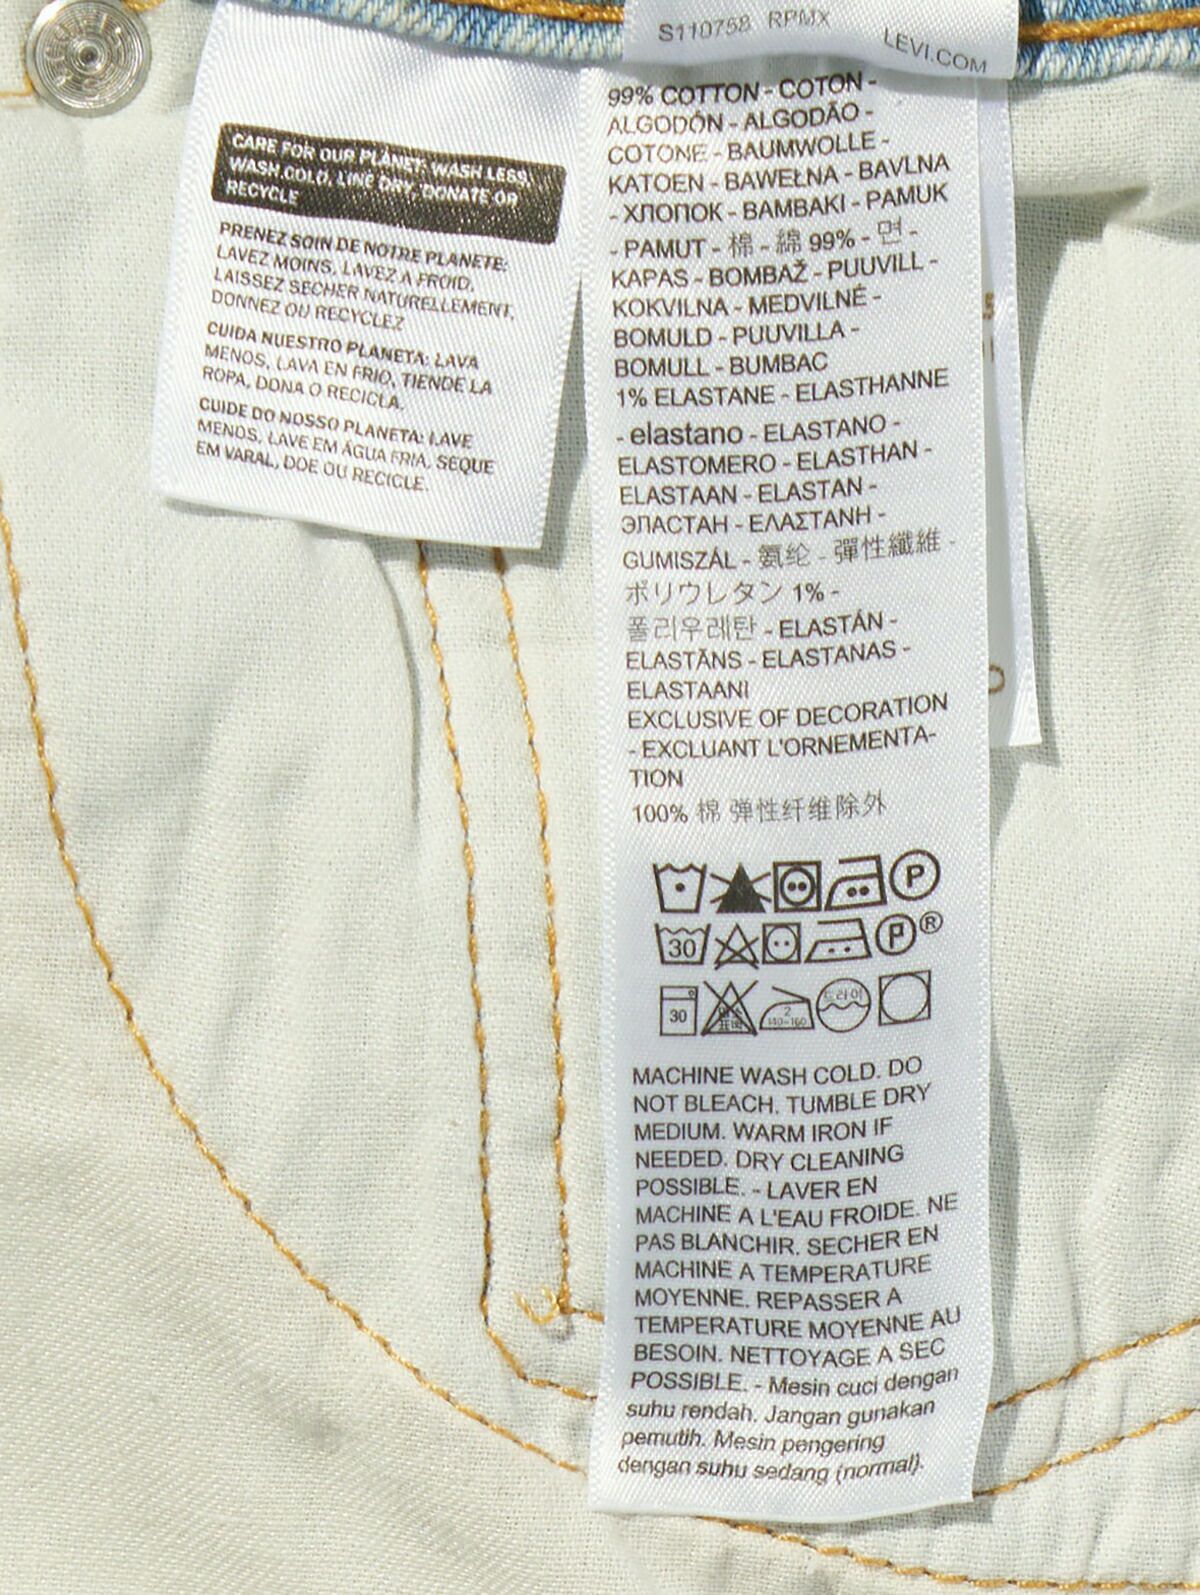 S110758 RPMX
LEVI.COM
CARE FOR OUR PLANET: WASH LESS,
WASH COLD, LINE DRY, DONATE OR
RECYCLE
PRENEZ SOIN DE NOTRE PLANETE:
LAVEZ MOINS, LAVEZ A FROID,
LAISSEZ SECHER NATURELLEMENT,
DONNEZ OU RECYCLEZ
CUIDA NUESTRO PLANETA: LAVA
MENOS, LAVA EN FRIO, TIENDE LA
ROPA, DONA O RECICLA.
CUIDE DO NOSSO PLANETA: LAVE
MENOS, LAVE EM ÁGUA FRIA, SEQUE
EM VARAL, DOE OU RECICLE.
99% COTTON - COTON -
ALGODÓN - ALGODÃO -
COTONE - BAUMWOLLE -
KATOEN - BAWEŁNA - BAVLNA
- ХЛОПОК - BAMBAKI - PAMUK
- PAMUT - 棉 - 綿 99% - 면 -
KAPAS - BOMBAŽ - PUUVILL -
KOKVILNA - MEDVILNÉ -
BOMULD - PUUVILLA -
BOMULL - BUMBAC
1% ELASTANE - ELASTHANNE
- elastano - ELASTANO -
ELASTOMERO - ELASTHAN -
ELASTAAN - ELASTAN -
ЭЛАСТАН - ΕΛΑΣΤΑΝΗ -
GUMISZÁL - 氨纶 - 彈性纖維 -
ポリウレタン 1% -
폴리우레탄 - ELASTÁN -
ELASTĀNS - ELASTANAS -
ELASTAANI
EXCLUSIVE OF DECORATION
- EXCLUANT L'ORNEMENTA-
TION
100% 棉 弹性纤维除外
P
30 P®
30 2 140~160 드라이
MACHINE WASH COLD. DO
NOT BLEACH. TUMBLE DRY
MEDIUM. WARM IRON IF
NEEDED. DRY CLEANING
POSSIBLE. - LAVER EN
MACHINE A L'EAU FROIDE. NE
PAS BLANCHIR. SECHER EN
MACHINE A TEMPERATURE
MOYENNE. REPASSER A
TEMPERATURE MOYENNE AU
BESOIN. NETTOYAGE A SEC
POSSIBLE. - Mesin cuci dengan
suhu rendah. Jangan gunakan
pemutih. Mesin pengering
dengan suhu sedang (normal).